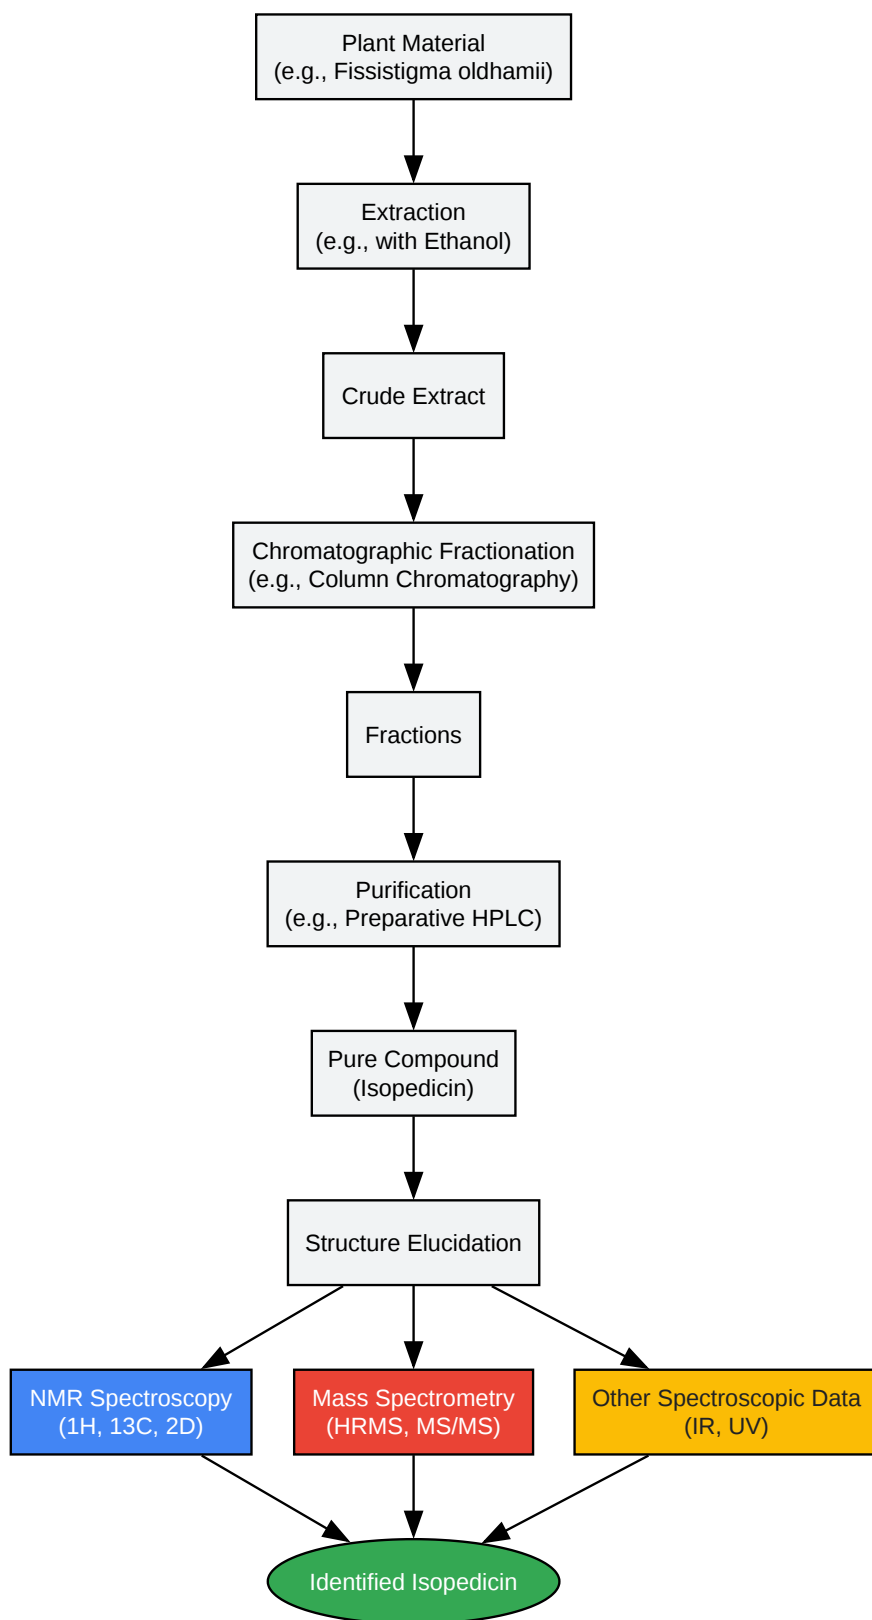 Plant Material
(e.g., Fissistigma oldhamii)
Extraction
(e.g., with Ethanol)
Crude Extract
Chromatographic Fractionation
(e.g., Column Chromatography)
Fractions
Purification
(e.g., Preparative HPLC)
Pure Compound
(Isopedicin)
Structure Elucidation
NMR Spectroscopy
(1H, 13C, 2D)
Mass Spectrometry
(HRMS, MS/MS)
Other Spectroscopic Data
(IR, UV)
Identified Isopedicin